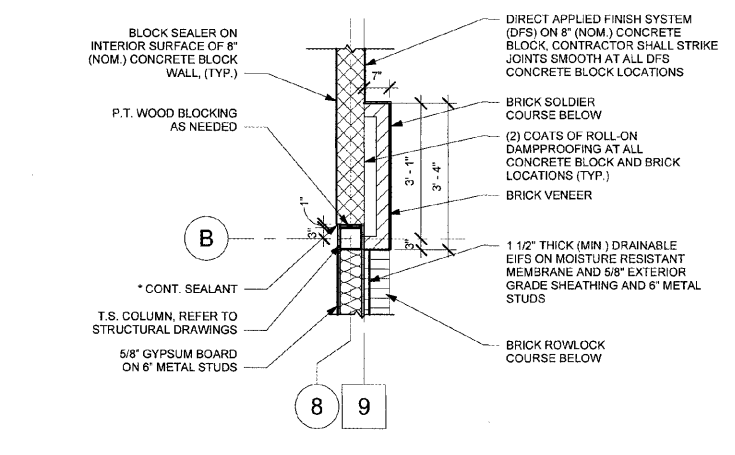 BLOCK SEALER ON
INTERIOR SURFACE OF 8"
(NOM.) CONCRETE BLOCK
WALL, (TYP.)
P.T. WOOD BLOCKING
AS NEEDED
1"
3"
B
* CONT. SEALANT
T.S. COLUMN, REFER TO
STRUCTURAL DRAWINGS
5/8" GYPSUM BOARD
ON 6" METAL STUDS
8
9
7"
3' - 1"
3' - 4"
3"
DIRECT APPLIED FINISH SYSTEM
(DFS) ON 8" (NOM.) CONCRETE
BLOCK, CONTRACTOR SHALL STRIKE
JOINTS SMOOTH AT ALL DFS
CONCRETE BLOCK LOCATIONS
BRICK SOLDIER
COURSE BELOW
(2) COATS OF ROLL-ON
DAMPPROOFING AT ALL
CONCRETE BLOCK AND BRICK
LOCATIONS (TYP.)
BRICK VENEER
1 1/2" THICK (MIN ) DRAINABLE
EIFS ON MOISTURE RESISTANT
MEMBRANE AND 5/8" EXTERIOR
GRADE SHEATHING AND 6" METAL
STUDS
BRICK ROWLOCK
COURSE BELOW